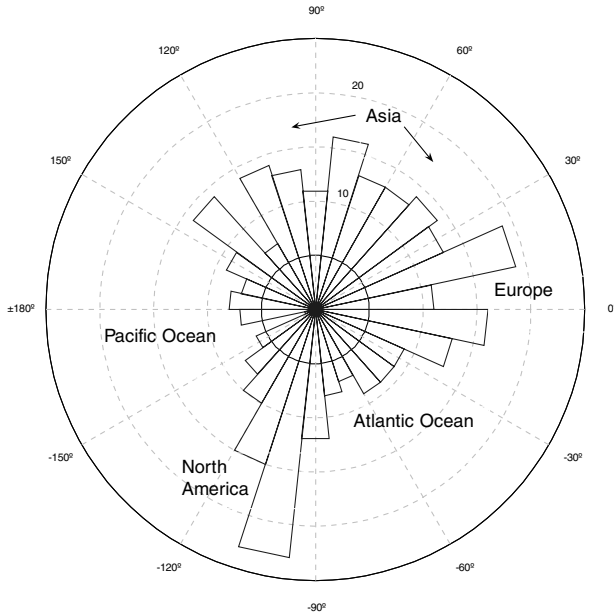 90º
120º
60º
20
Asia
150º
30º
10
Europe
±180º
0
Pacific Ocean
Atlantic Ocean
North
America
-150º
-30º
-120º
-60º
-90º